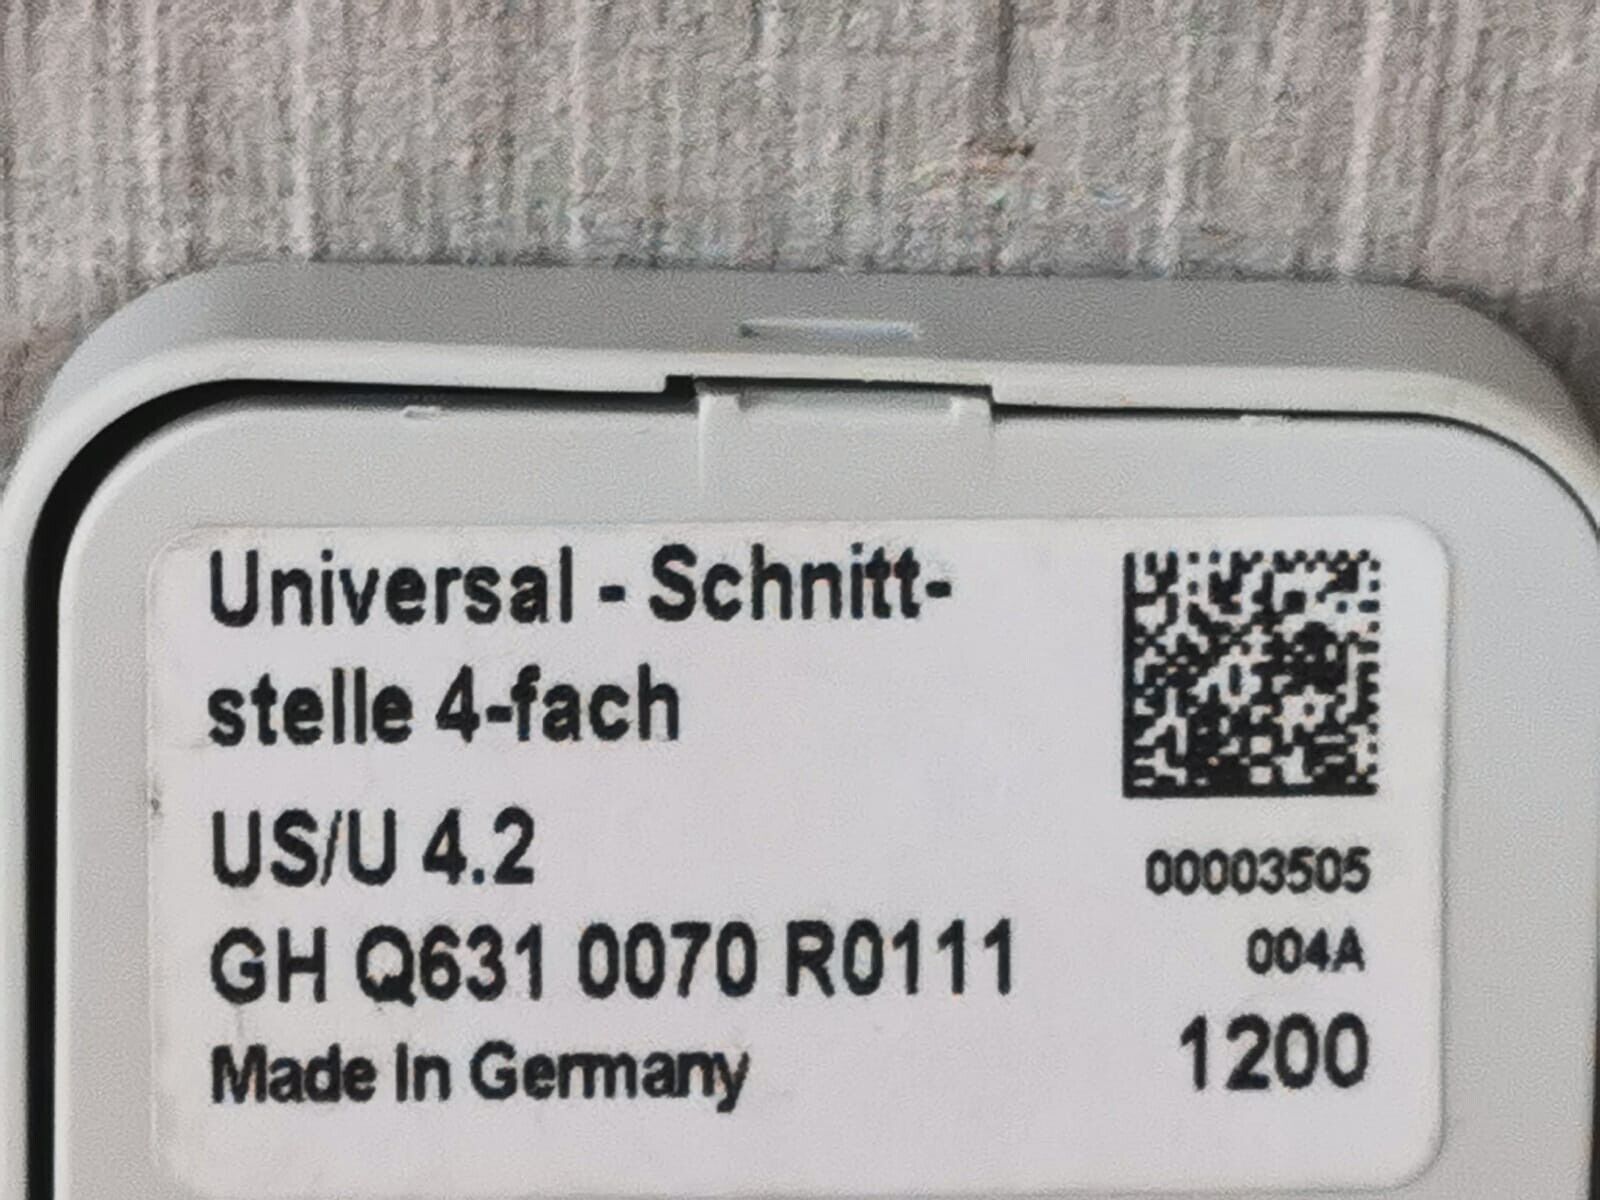 Universal - Schnitt-
stelle 4-fach
US/U 4.2
GH Q631 0070 R0111
Made In Germany
00003505
004A
1200